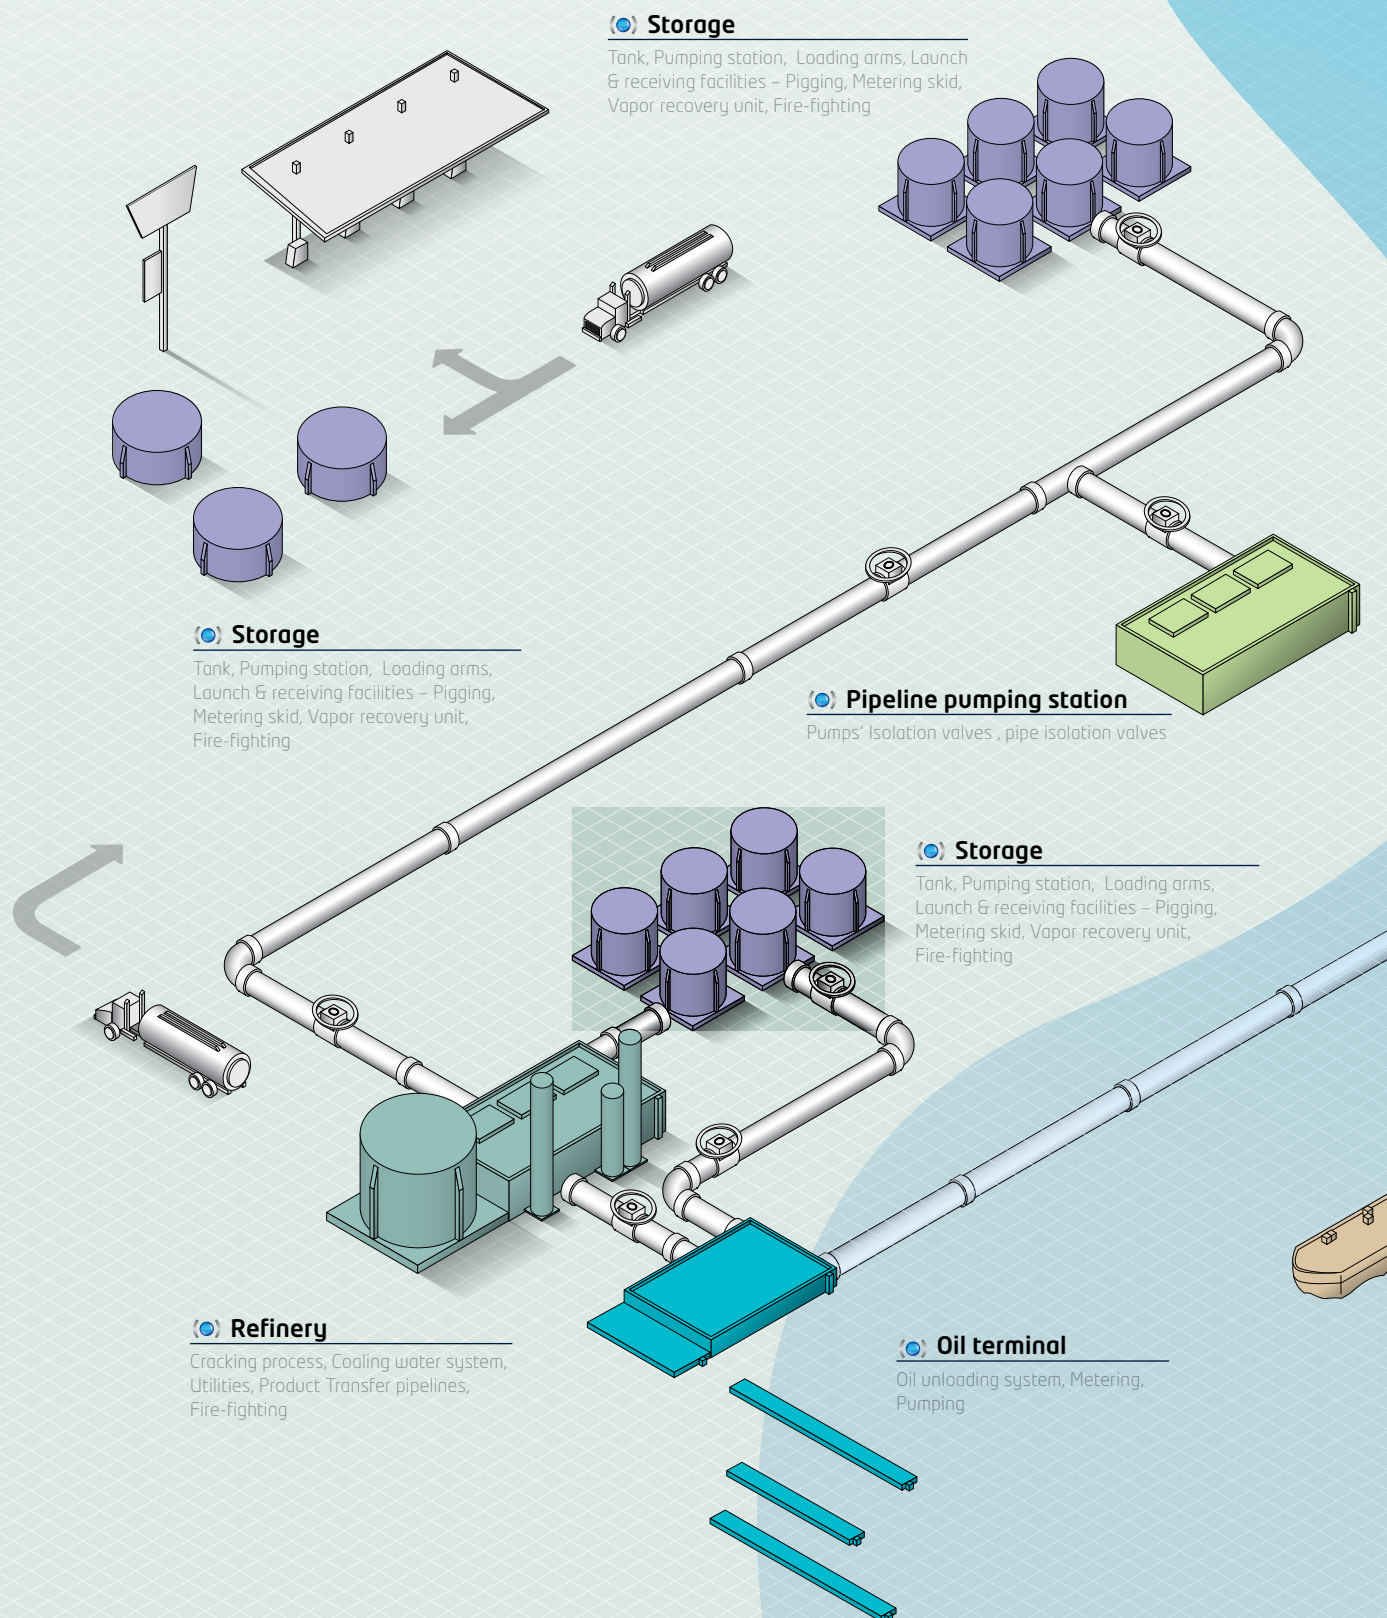 Storage
Tank, Pumping station, Loading arms, Launch
& receiving facilities – Pigging, Metering skid,
Vapor recovery unit, Fire-fighting
Storage
Tank, Pumping station, Loading arms,
Launch & receiving facilities – Pigging,
Metering skid, Vapor recovery unit,
Fire-fighting
Pipeline pumping station
Pumps' Isolation valves , pipe isolation valves
Storage
Tank, Pumping station, Loading arms,
Launch & receiving facilities – Pigging,
Metering skid, Vapor recovery unit,
Fire-fighting
Refinery
Cracking process, Coaling water system,
Utilities, Product Transfer pipelines,
Fire-fighting
Oil terminal
Oil unloading system, Metering,
Pumping